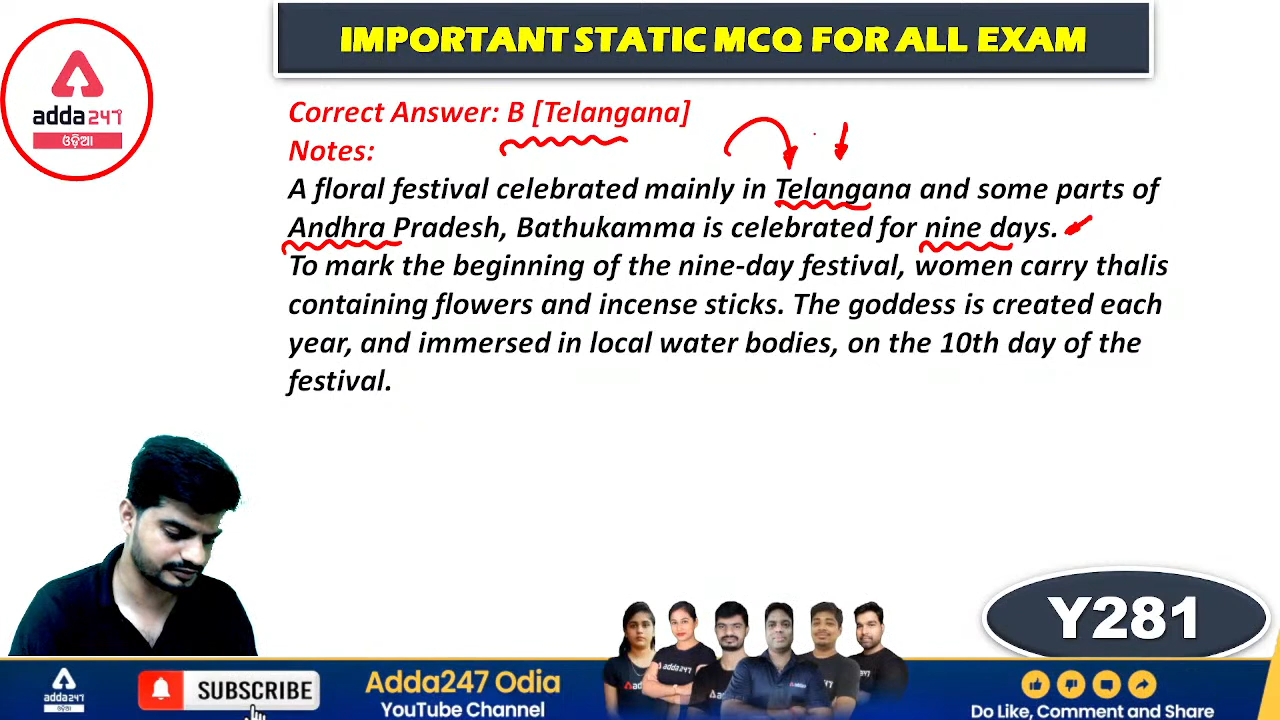 IMPORTANT STATIC MCQ FOR ALL EXAM
adda247
ଓଡ଼ିଆ
Correct Answer: B [Telangana]
Notes:
A floral festival celebrated mainly in Telangana and some parts of
Andhra Pradesh, Bathukamma is celebrated for nine days.
To mark the beginning of the nine-day festival, women carry thalis
containing flowers and incense sticks. The goddess is created each
year, and immersed in local water bodies, on the 10th day of the
festival.
Y281
adda247
ଓଡ଼ିଆ
SUBSCRIBE
Adda247 Odia
YouTube Channel
adda247
Do Like, Comment and Share